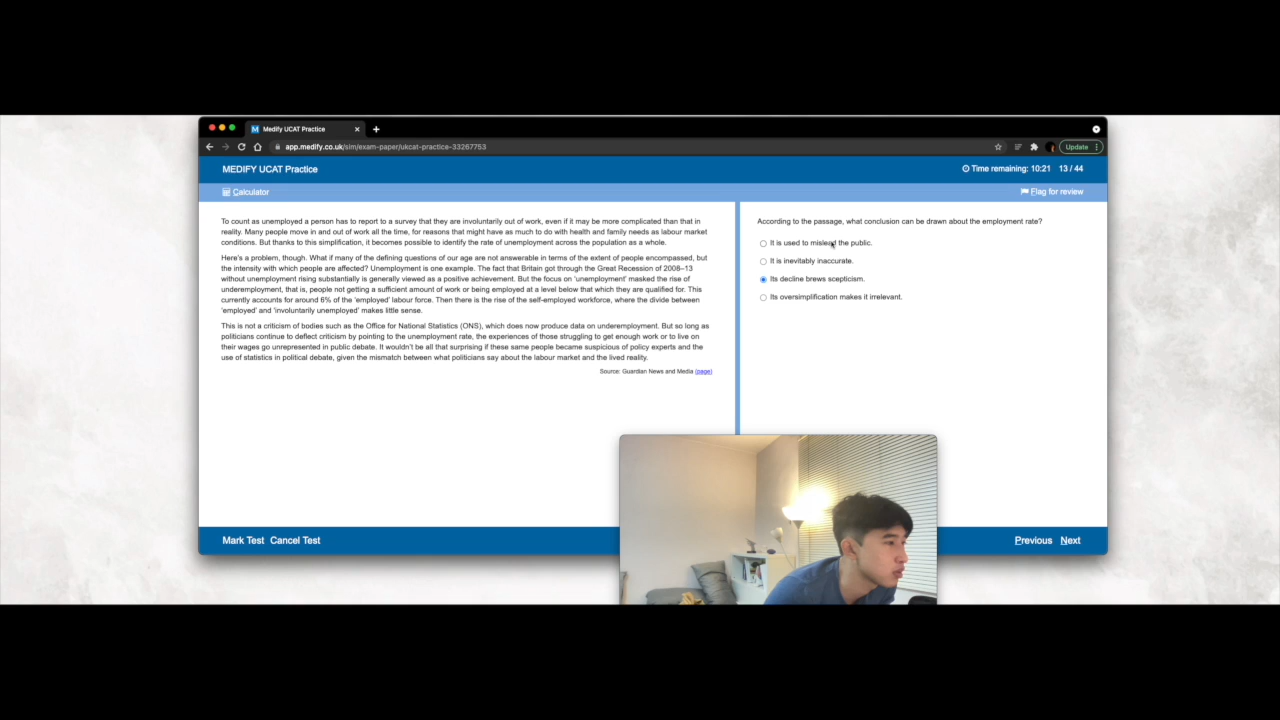 Medify UCAT Practice
app.medify.co.uk/sim/exam-paper/ukcat-practice-33267753
Update
MEDIFY UCAT Practice
Time remaining: 10:21 13 / 44
Calculator
Flag for review
To count as unemployed a person has to report to a survey that they are involuntarily out of work, even if it may be more complicated than that in
reality. Many people move in and out of work all the time, for reasons that might have as much to do with health and family needs as labour market
conditions. But thanks to this simplification, it becomes possible to identify the rate of unemployment across the population as a whole.
Here's a problem, though. What if many of the defining questions of our age are not answerable in terms of the extent of people encompassed, but
the intensity with which people are affected? Unemployment is one example. The fact that Britain got through the Great Recession of 2008–13
without unemployment rising substantially is generally viewed as a positive achievement. But the focus on 'unemployment' masked the rise of
underemployment, that is, people not getting a sufficient amount of work or being employed at a level below that which they are qualified for. This
currently accounts for around 6% of the 'employed' labour force. Then there is the rise of the self-employed workforce, where the divide between
'employed' and 'involuntarily unemployed' makes little sense.
This is not a criticism of bodies such as the Office for National Statistics (ONS), which does now produce data on underemployment. But so long as
politicians continue to deflect criticism by pointing to the unemployment rate, the experiences of those struggling to get enough work or to live on
their wages go unrepresented in public debate. It wouldn't be all that surprising if these same people became suspicious of policy experts and the
use of statistics in political debate, given the mismatch between what politicians say about the labour market and the lived reality.
Source: Guardian News and Media (page)
According to the passage, what conclusion can be drawn about the employment rate?
It is used to mislead the public.
It is inevitably inaccurate.
Its decline brews scepticism.
Its oversimplification makes it irrelevant.
Mark Test Cancel Test
Previous Next